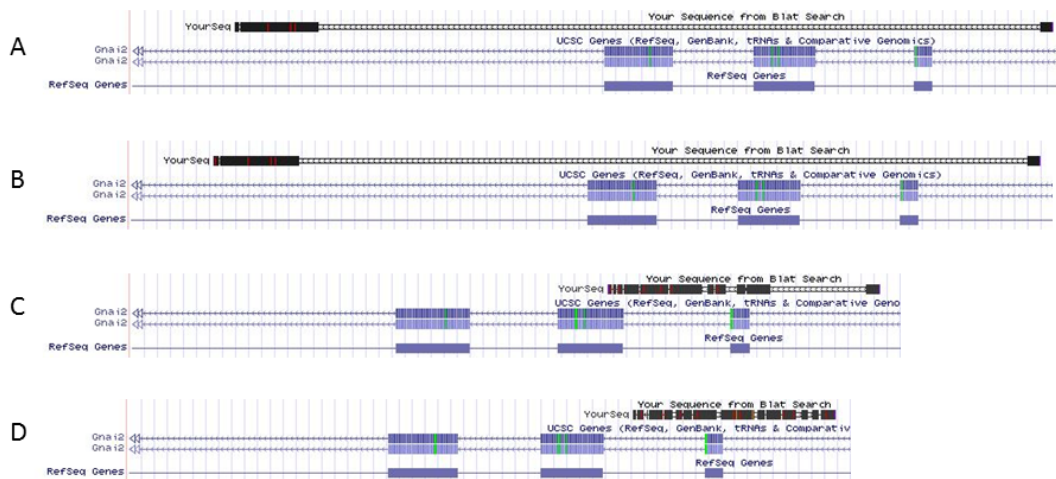 Your Sequence from Blat Search
YourSeq
A
UCSC Genes (RefSeq, GenBank, tRNAs & Comparative Genomics)
Gnai2
Gnai2
RefSeq Genes
RefSeq Genes
Your Sequence from Blat Search
YourSeq
B
UCSC Genes (RefSeq, GenBank, tRNAs & Comparative Genomics)
Gnai2
Gnai2
RefSeq Genes
RefSeq Genes
Your Sequence from Blat Search
YourSeq
C
UCSC Genes (RefSeq, GenBank, tRNAs & Comparative Geno
Gnai2
Gnai2
RefSeq Genes
RefSeq Genes
Your Sequence from Blat Search
YourSeq
D
UCSC Genes (RefSeq, GenBank, tRNAs & Comparativ
Gnai2
Gnai2
RefSeq Genes
RefSeq Genes